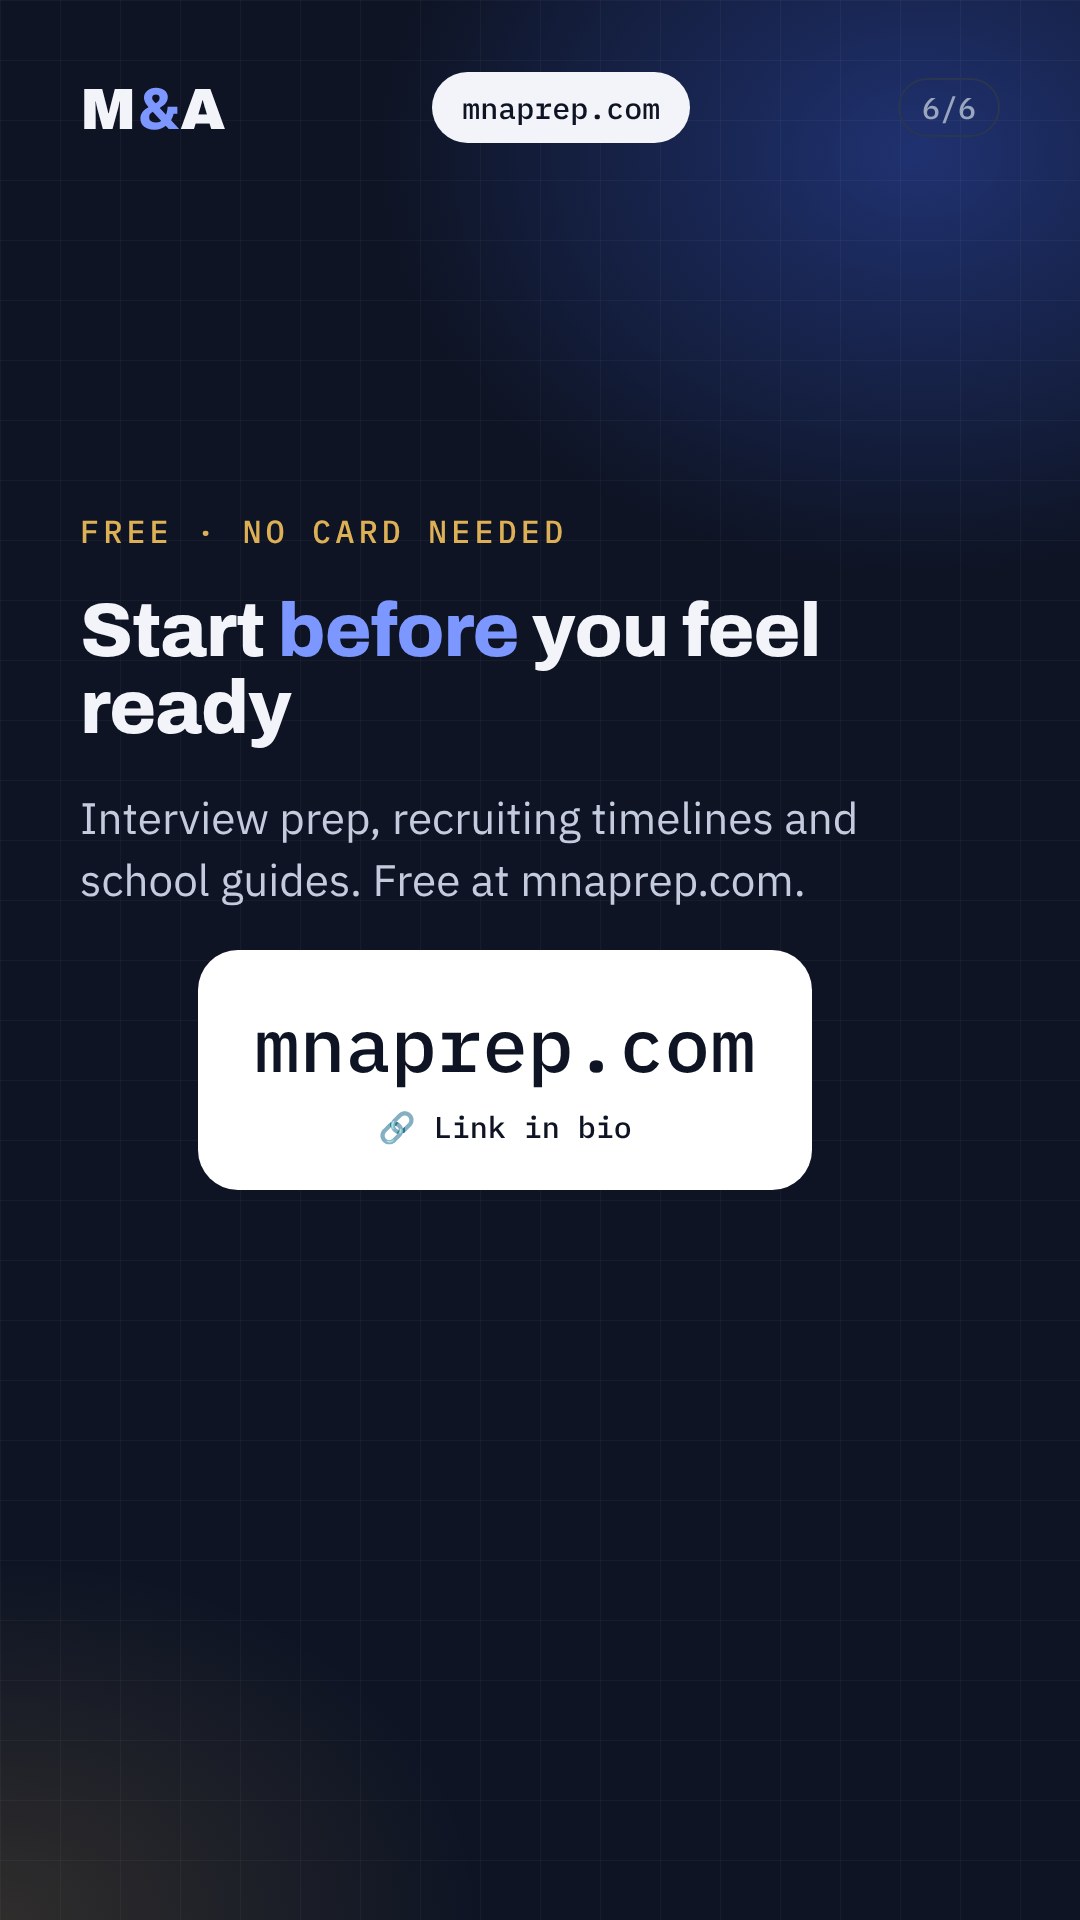 M&A
mnaprep.com
6/6
FREE · NO CARD NEEDED
Start before you feel
ready
Interview prep, recruiting timelines and
school guides. Free at mnaprep.com.
mnaprep.com
🔗 Link in bio